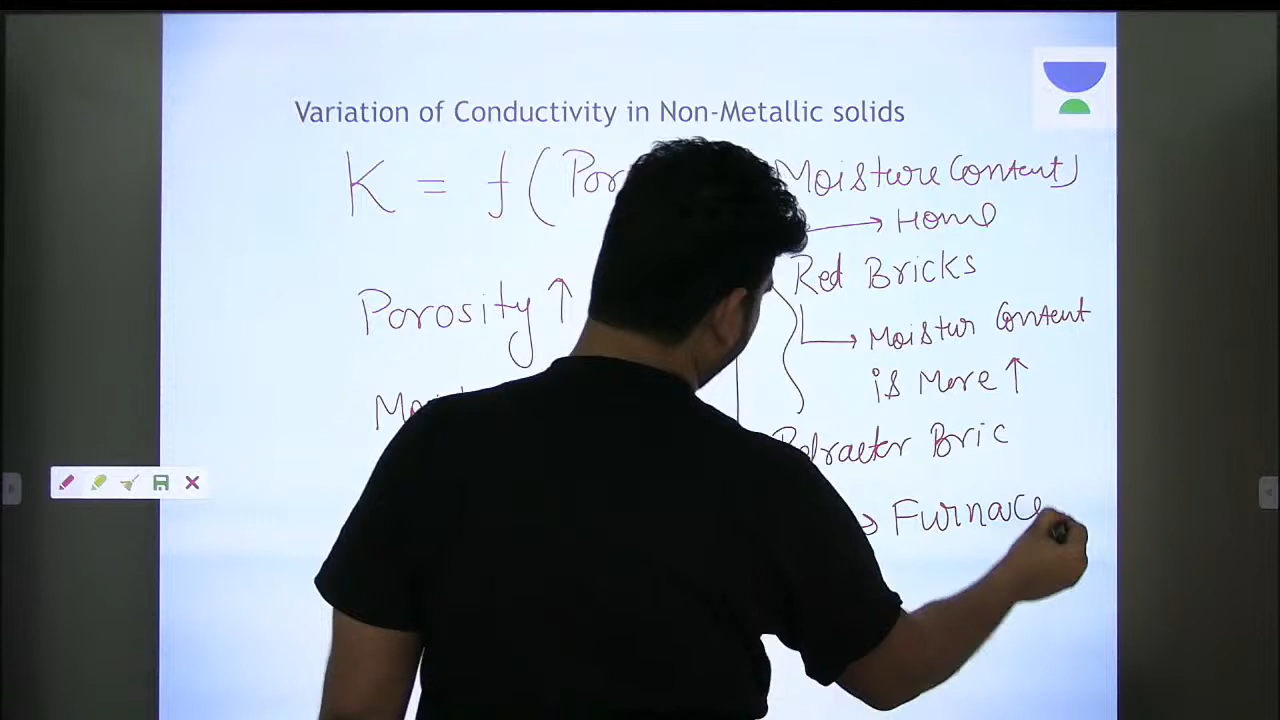 Variation of Conductivity in Non-Metallic solids
K = f ( Moisture Content)
→ Home
Porosity ↑
Red Bricks
→ Moistur Content
is More ↑
Refracter Bric
→ Furnace